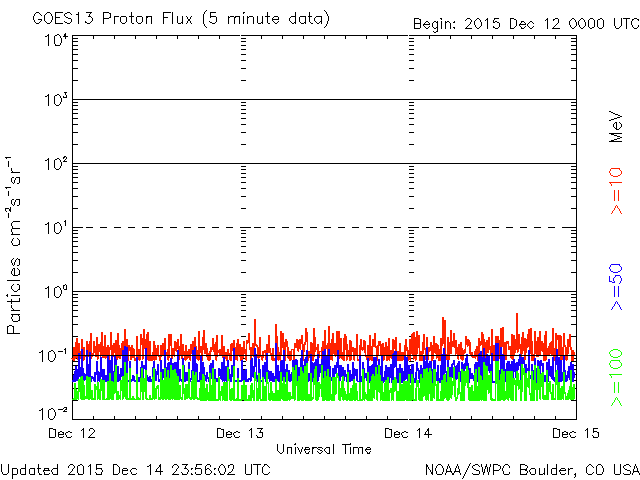 GOES13 Proton Flux (5 minute data)
Begin: 2015 Dec 12 0000 UTC
Particles cm⁻²s⁻¹sr⁻¹
10⁴
10³
10²
10¹
10⁰
10⁻¹
10⁻²
MeV
>=10
>=50
>=100
Dec 12
Dec 13
Dec 14
Dec 15
Universal Time
Updated 2015 Dec 14 23:56:02 UTC
NOAA/SWPC Boulder, CO USA